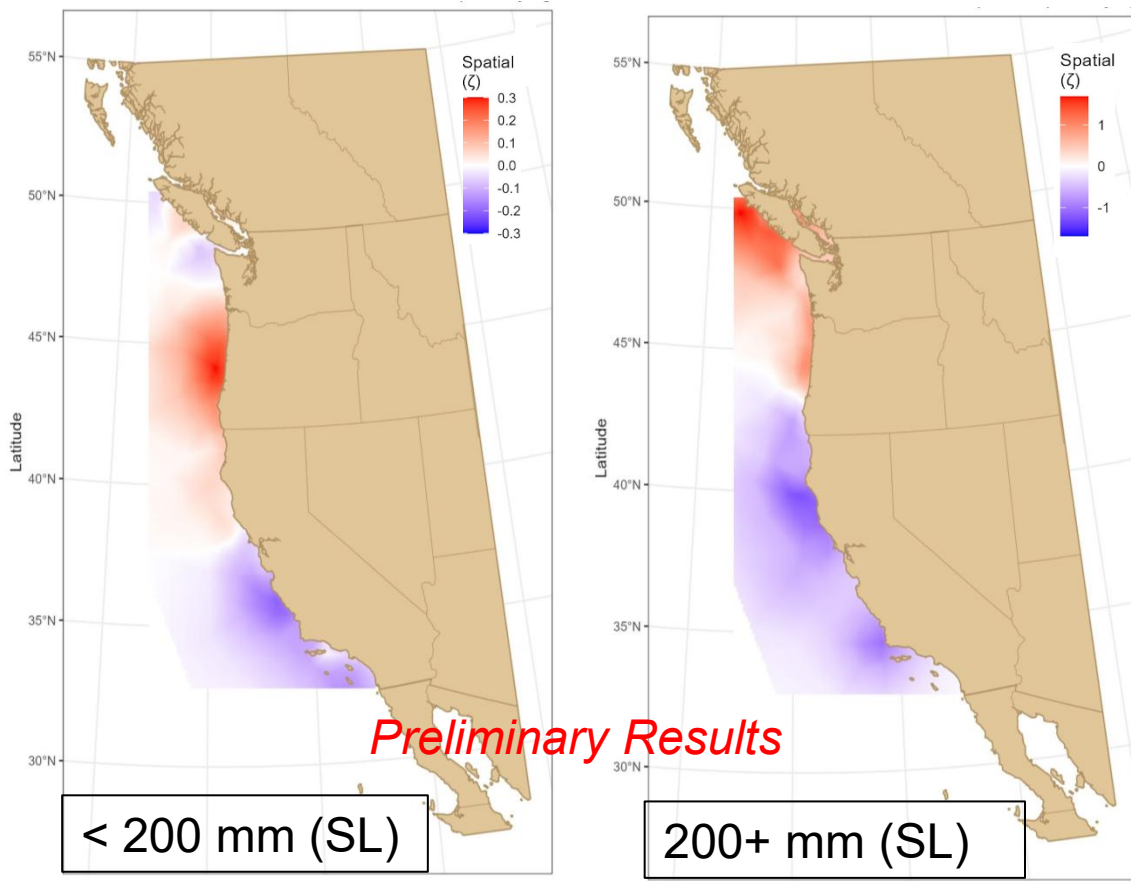 55°N
50°N
45°N
40°N
35°N
30°N
Latitude
Spatial
(ζ)
0.3
0.2
0.1
0.0
-0.1
-0.2
-0.3
< 200 mm (SL)
55°N
50°N
45°N
40°N
35°N
30°N
Latitude
Spatial
(ζ)
1
0
-1
200+ mm (SL)
Preliminary Results